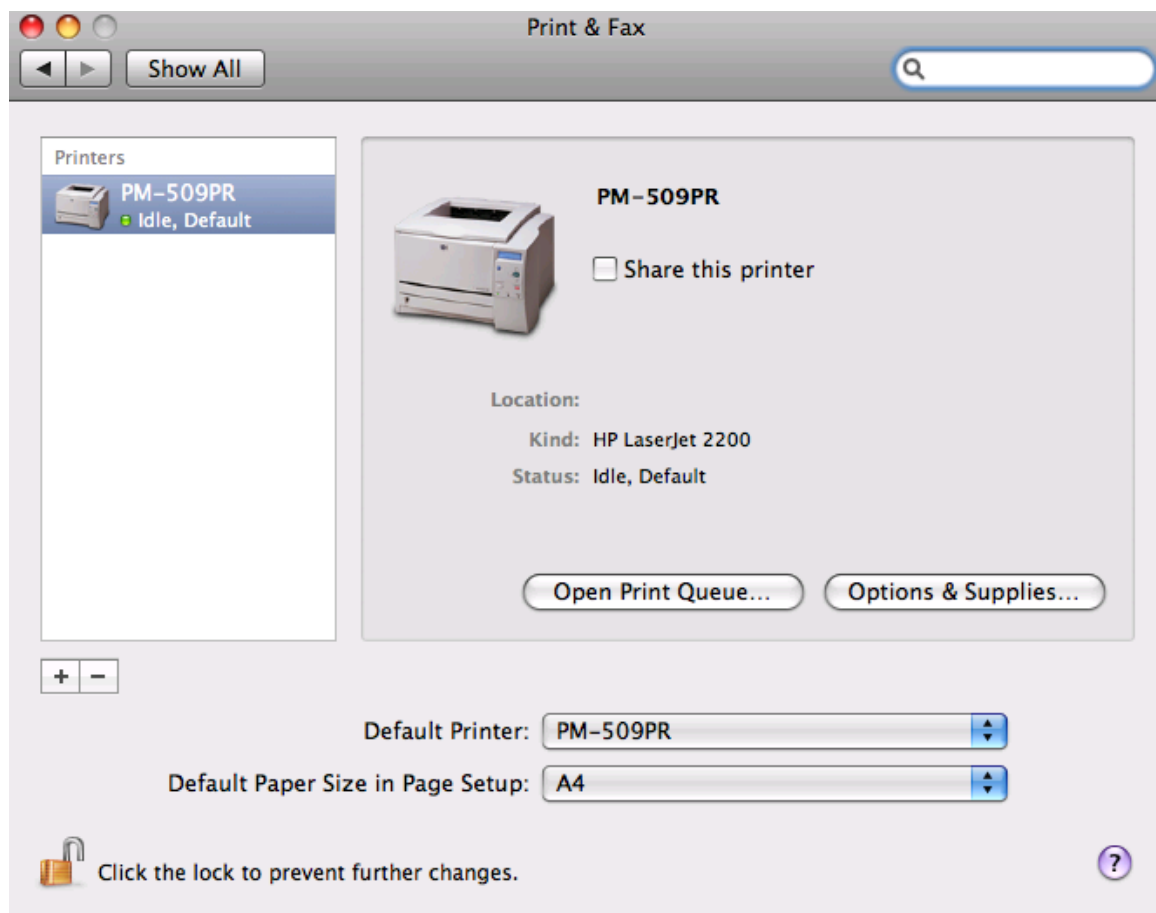 Print & Fax
Show All
Printers
PM-509PR
Idle, Default
PM-509PR
Share this printer
Location:
Kind: HP LaserJet 2200
Status: Idle, Default
Open Print Queue...
Options & Supplies...
+ −
Default Printer: PM-509PR
Default Paper Size in Page Setup: A4
Click the lock to prevent further changes.
?